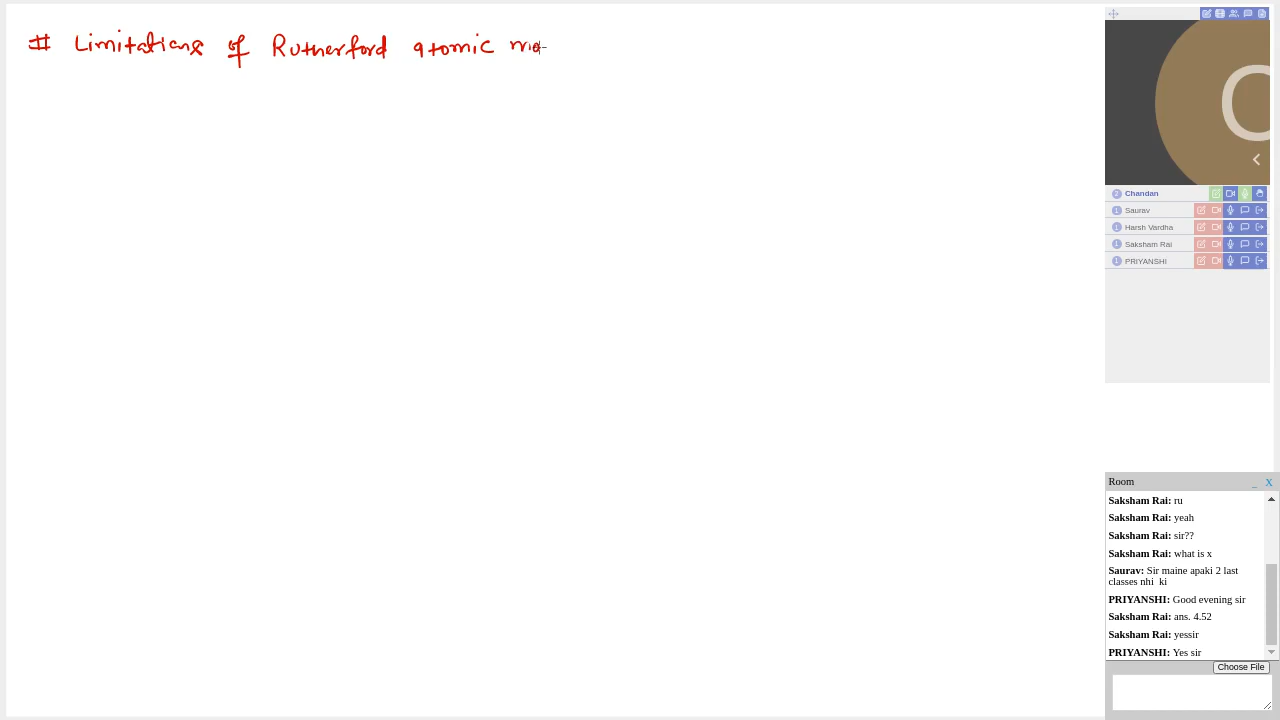 # Limitations of Rutherford atomic mo
C
Chandan
Saurav
Harsh Vardha
Saksham Rai
PRIYANSHI
Room _ X
Saksham Rai: ru
Saksham Rai: yeah
Saksham Rai: sir??
Saksham Rai: what is x
Saurav: Sir maine apaki 2 last
classes nhi ki
PRIYANSHI: Good evening sir
Saksham Rai: ans. 4.52
Saksham Rai: yessir
PRIYANSHI: Yes sir
Choose File